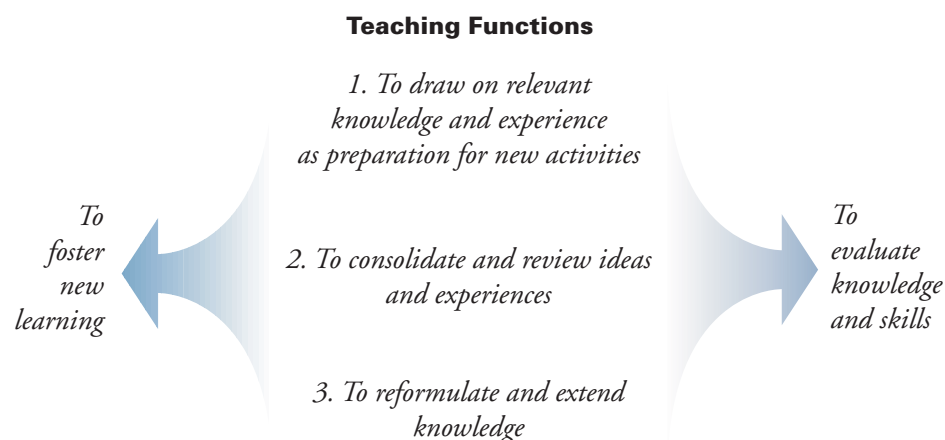 Teaching Functions
1. To draw on relevant
knowledge and experience
as preparation for new activities
To
foster
new
learning
2. To consolidate and review ideas
and experiences
To
evaluate
knowledge
and skills
3. To reformulate and extend
knowledge